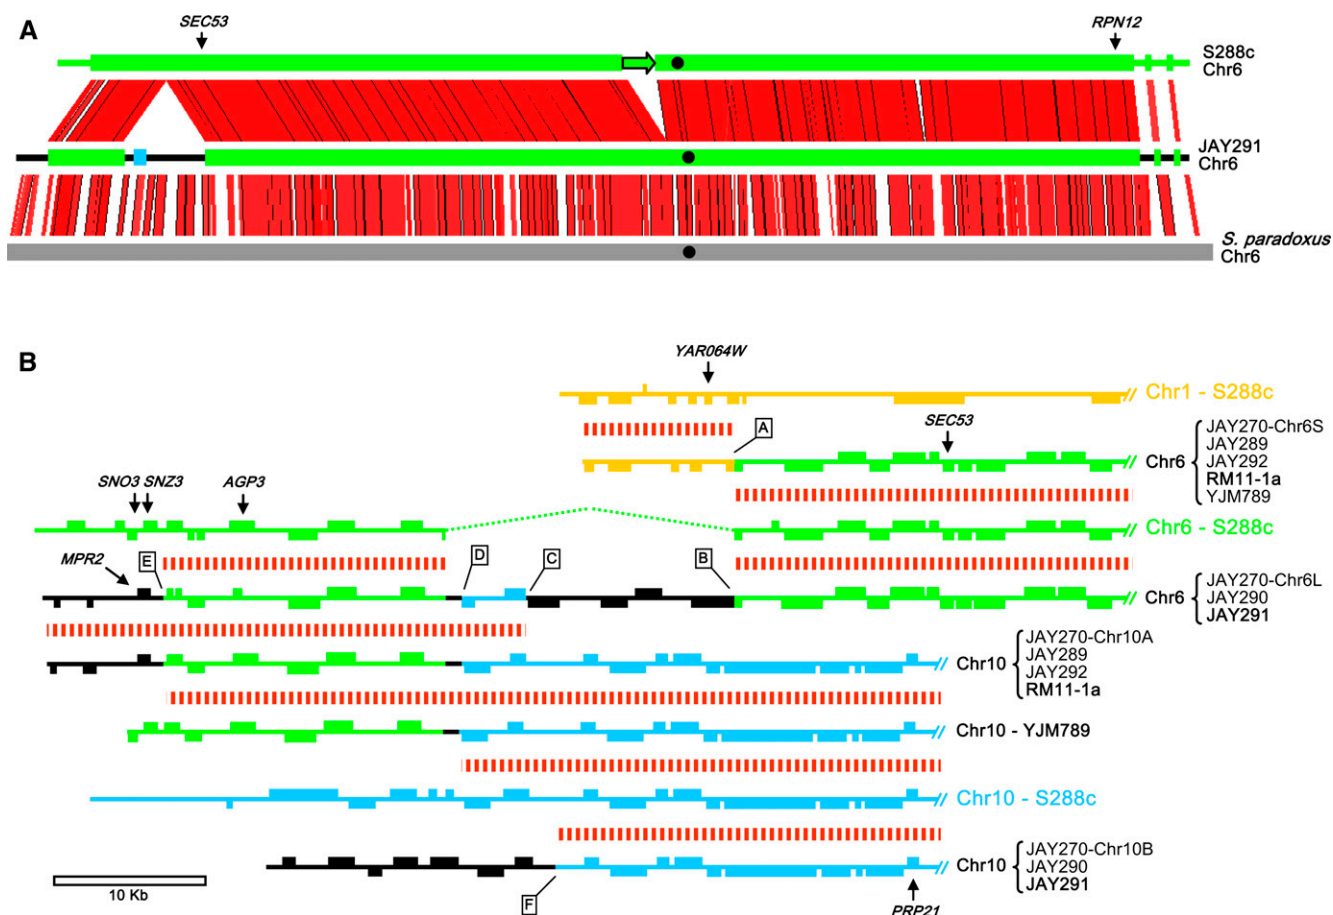 A
SEC53
RPN12
S288c
Chr6
JAY291
Chr6
S. paradoxus
Chr6
B
YAR064W
Chr1 - S288c
A
SEC53
JAY270-Chr6S
JAY289
Chr6
JAY292
RM11-1a
YJM789
SNO3 SNZ3
AGP3
Chr6 - S288c
MPR2
E
D
C
B
JAY270-Chr6L
Chr6
JAY290
JAY291
JAY270-Chr10A
JAY289
Chr10
JAY292
RM11-1a
Chr10 - YJM789
Chr10 - S288c
JAY270-Chr10B
Chr10
JAY290
JAY291
10 Kb
F
PRP21